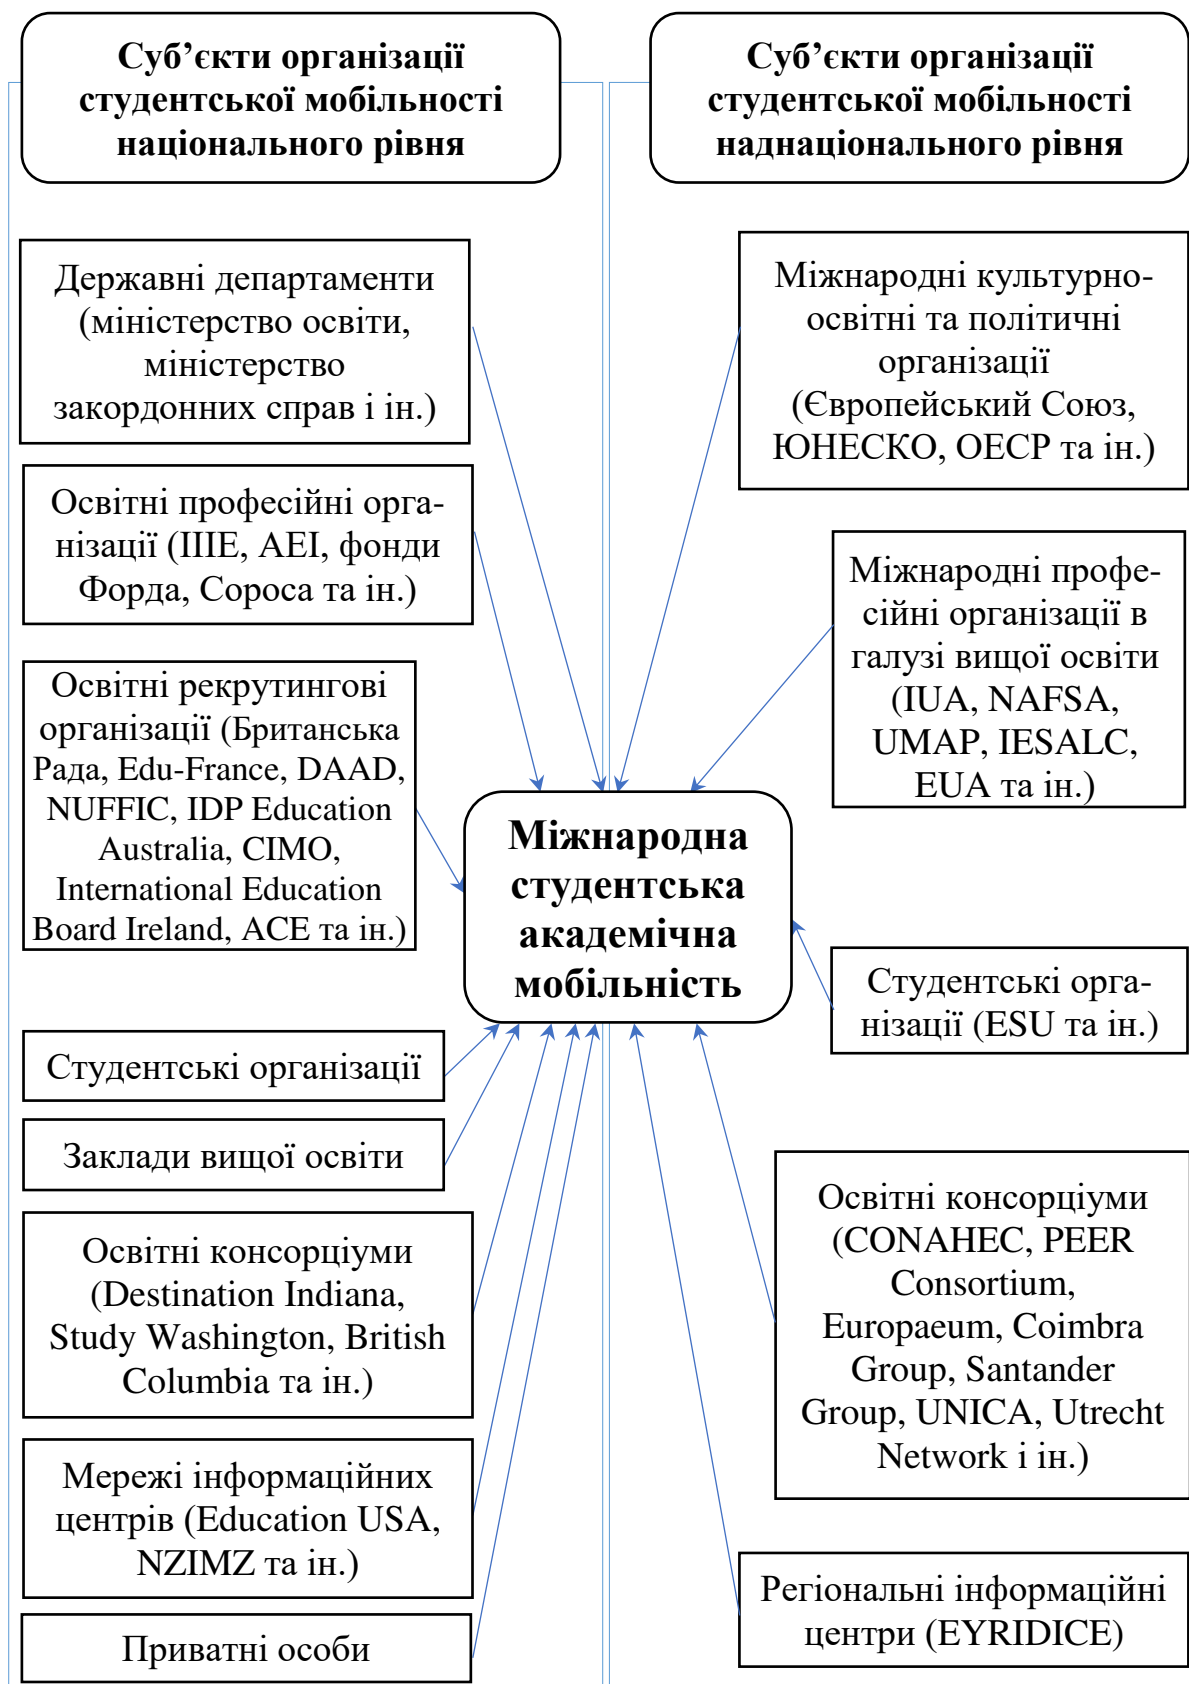 Суб’єкти організації
студентської мобільності
національного рівня
Суб’єкти організації
студентської мобільності
наднаціонального рівня
Державні департаменти
(міністерство освіти,
міністерство
закордонних справ і ін.)
Освітні професійні орга-
нізації (IIIE, AEI, фонди
Форда, Сороса та ін.)
Освітні рекрутингові
організації (Британська
Рада, Edu-France, DAAD,
NUFFIC, IDP Education
Australia, CIMO,
International Education
Board Ireland, ACE та ін.)
Студентські організації
Заклади вищої освіти
Освітні консорціуми
(Destination Indiana,
Study Washington, British
Columbia та ін.)
Мережі інформаційних
центрів (Education USA,
NZIMZ та ін.)
Приватні особи
Міжнародна
студентська
академічна
мобільність
Міжнародні культурно-
освітні та політичні
організації
(Європейський Союз,
ЮНЕСКО, ОЕСР та ін.)
Міжнародні профе-
сійні організації в
галузі вищої освіти
(IUA, NAFSA,
UMAP, IESALC,
EUA та ін.)
Студентські орга-
нізації (ESU та ін.)
Освітні консорціуми
(CONAHEC, PEER
Consortium,
Europaeum, Coimbra
Group, Santander
Group, UNICA, Utrecht
Network і ін.)
Регіональні інформаційні
центри (EYRIDICE)